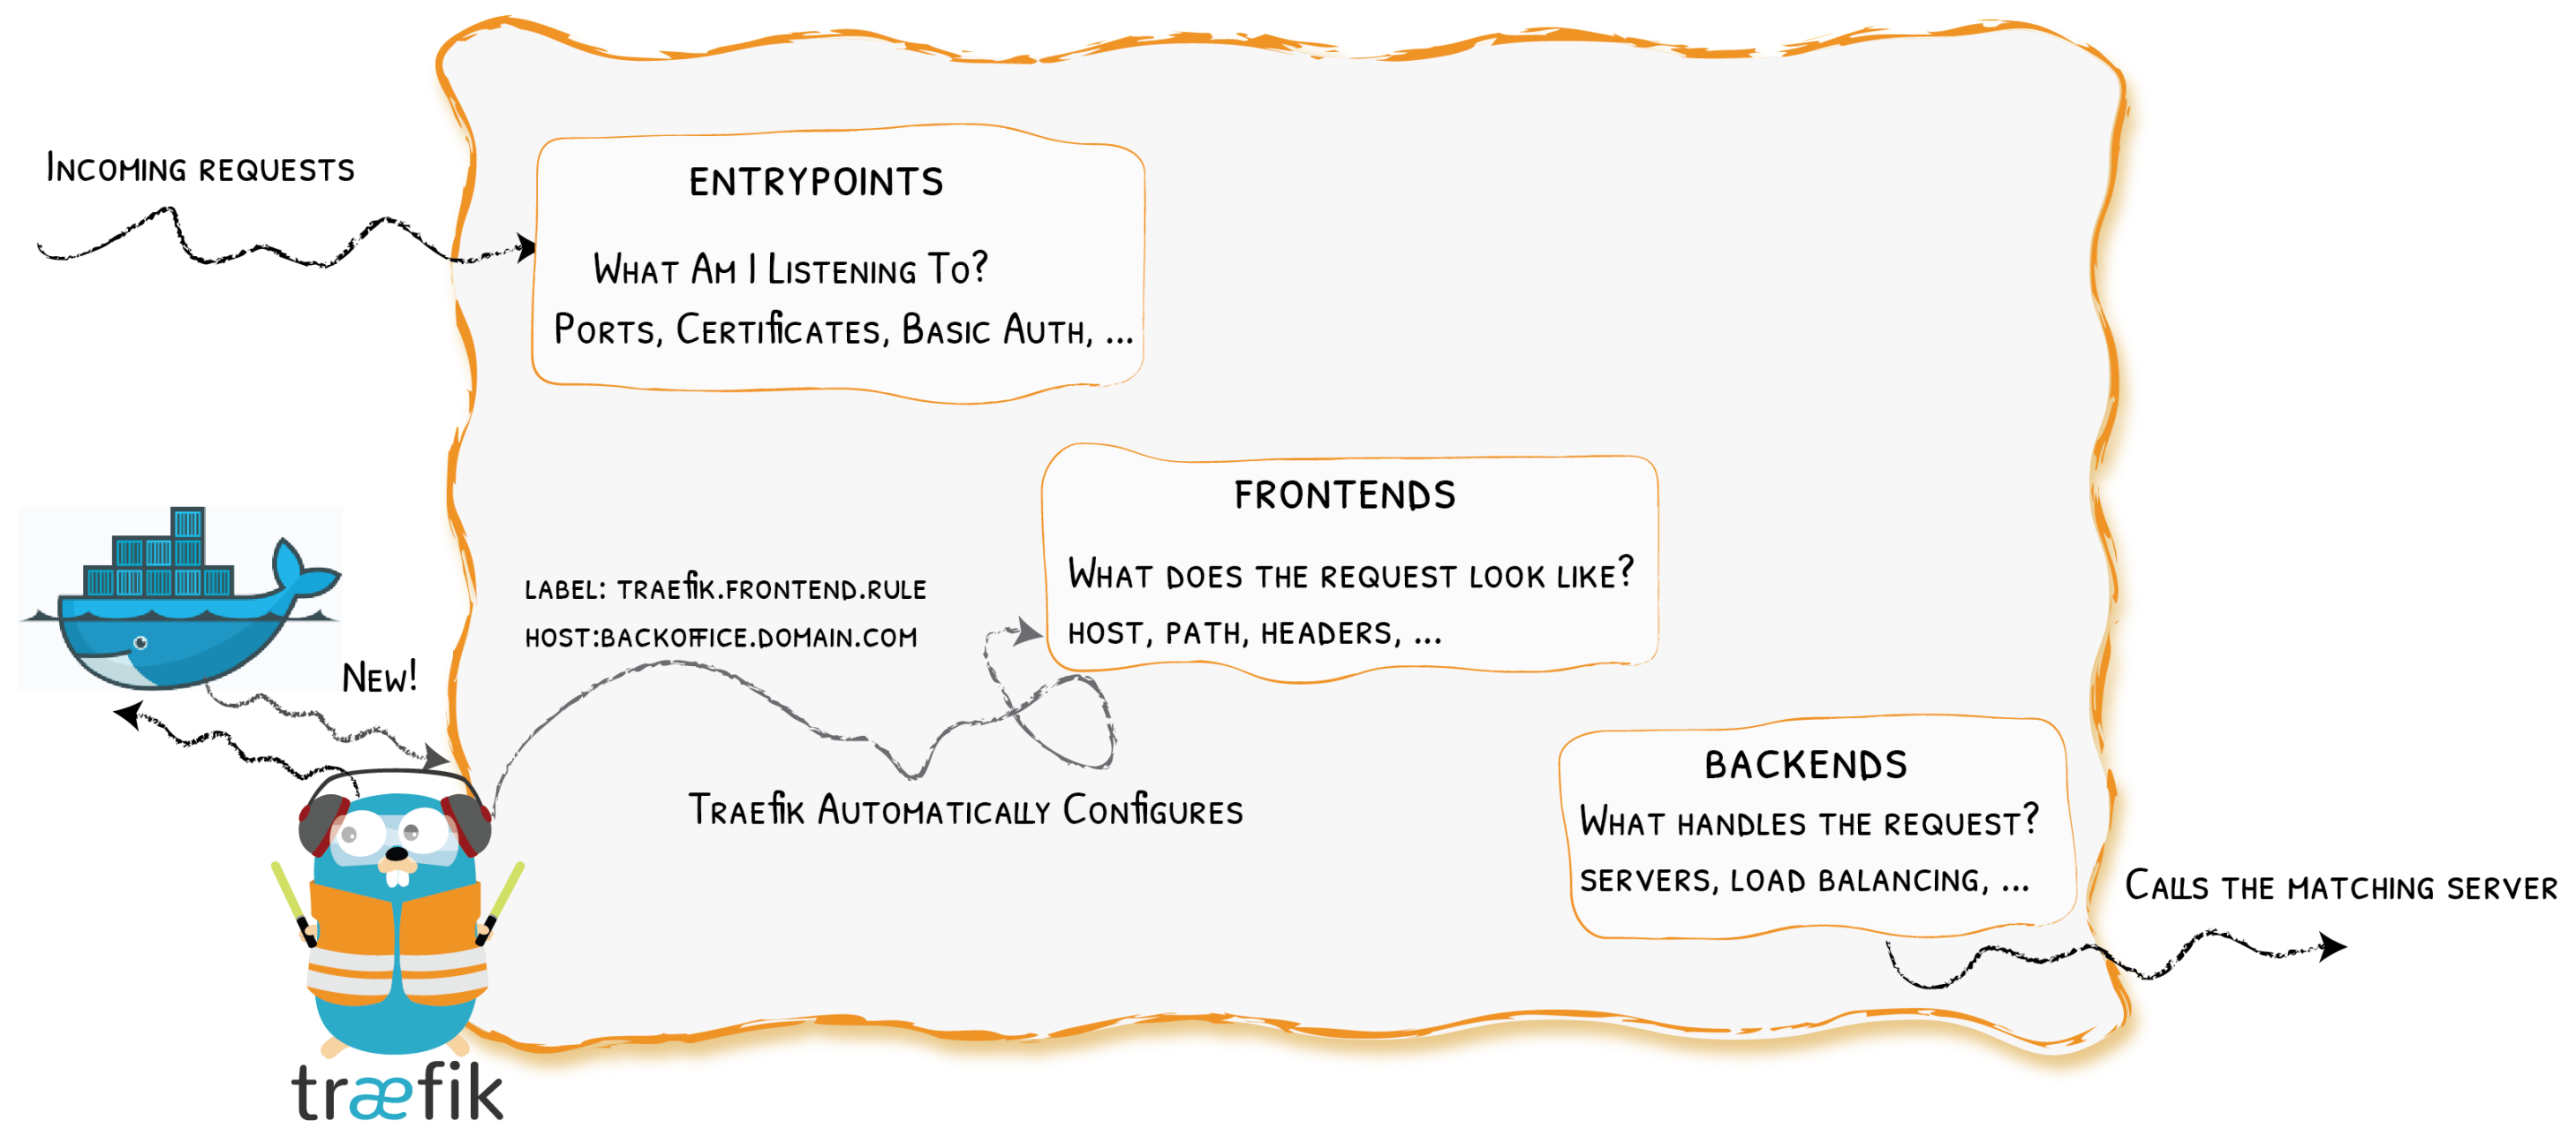 Incoming requests
ENTRYPOINTS
What Am I Listening To?
Ports, Certificates, Basic Auth, ...
FRONTENDS
What does the request look like?
host, path, headers, ...
label: traefik.frontend.rule
host:backoffice.domain.com
New!
Traefik Automatically Configures
BACKENDS
What handles the request?
servers, load balancing, ...
Calls the matching server
træfik